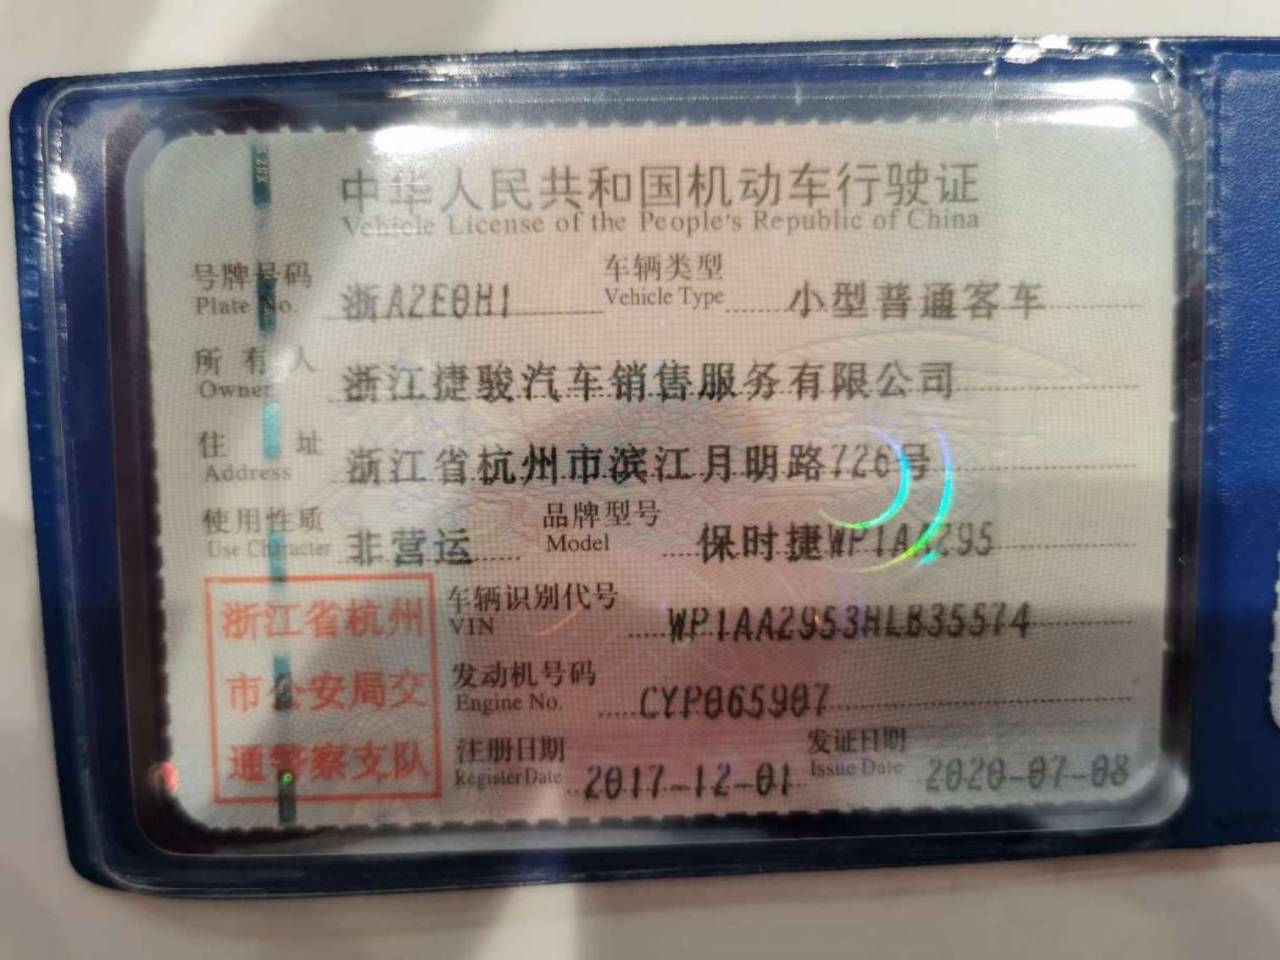 中华人民共和国机动车行驶证
Vehicle License of the People's Republic of China
号牌号码 浙A2E0H1 车辆类型 小型普通客车
Plate No. Vehicle Type
所有人 浙江捷骏汽车销售服务有限公司
Owner
住址 浙江省杭州市滨江月明路726号
Address
使用性质 非营运 品牌型号 保时捷WP1AA295
Use Character Model
浙江省杭州
市公安局交
通警察支队
车辆识别代号 WP1AA2953HLB35574
VIN
发动机号码 CYP065907
Engine No.
注册日期 2017-12-01 发证日期 2020-07-08
Register Date Issue Date